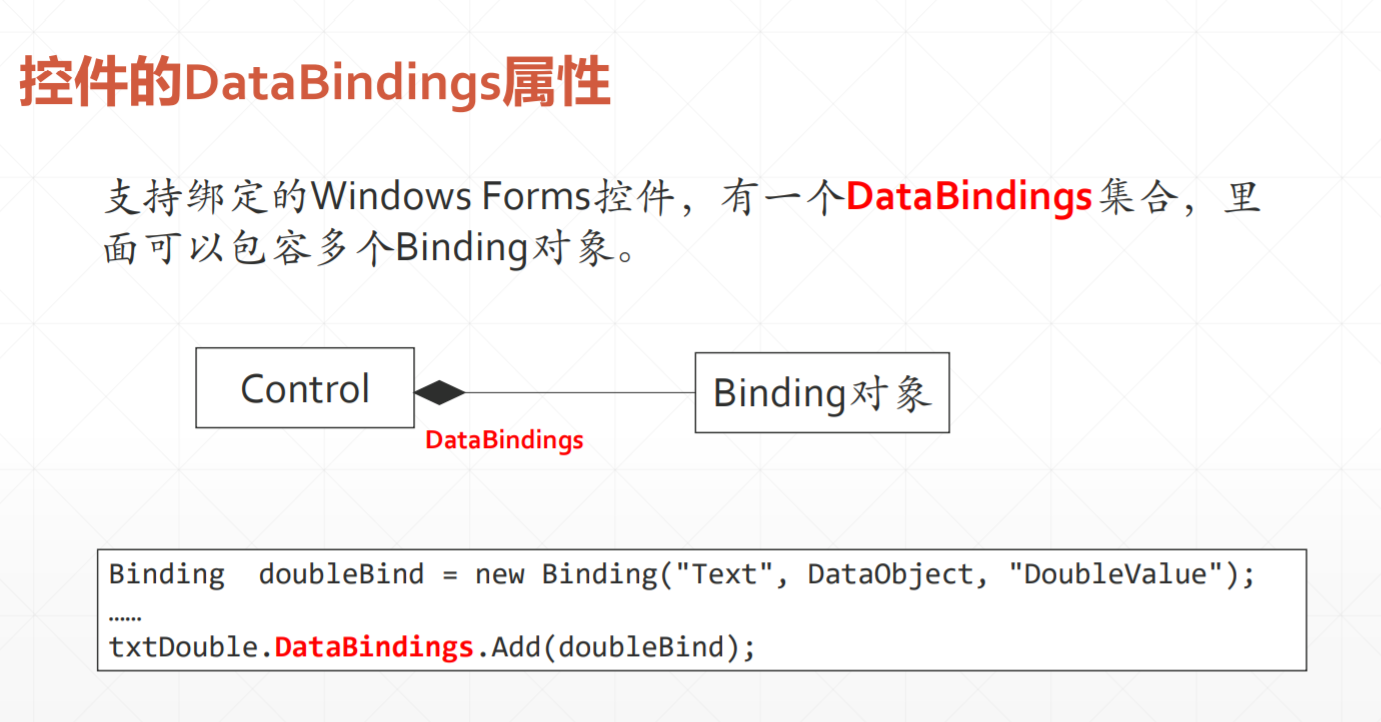 控件的DataBindings属性
支持绑定的Windows Forms控件，有一个DataBindings集合，里
面可以包容多个Binding对象。
Control
Binding对象
DataBindings
Binding  doubleBind = new Binding("Text", DataObject, "DoubleValue");
……
txtDouble.DataBindings.Add(doubleBind);